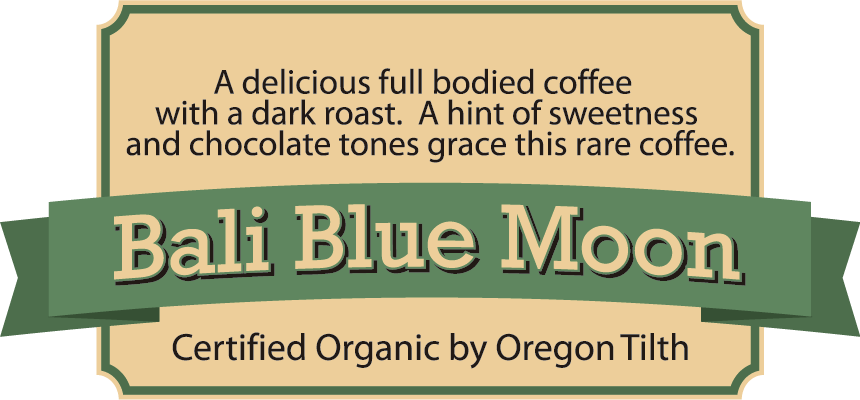 A delicious full bodied coffee
with a dark roast.  A hint of sweetness
and chocolate tones grace this rare coffee.
Bali Blue Moon
Certified Organic by Oregon Tilth